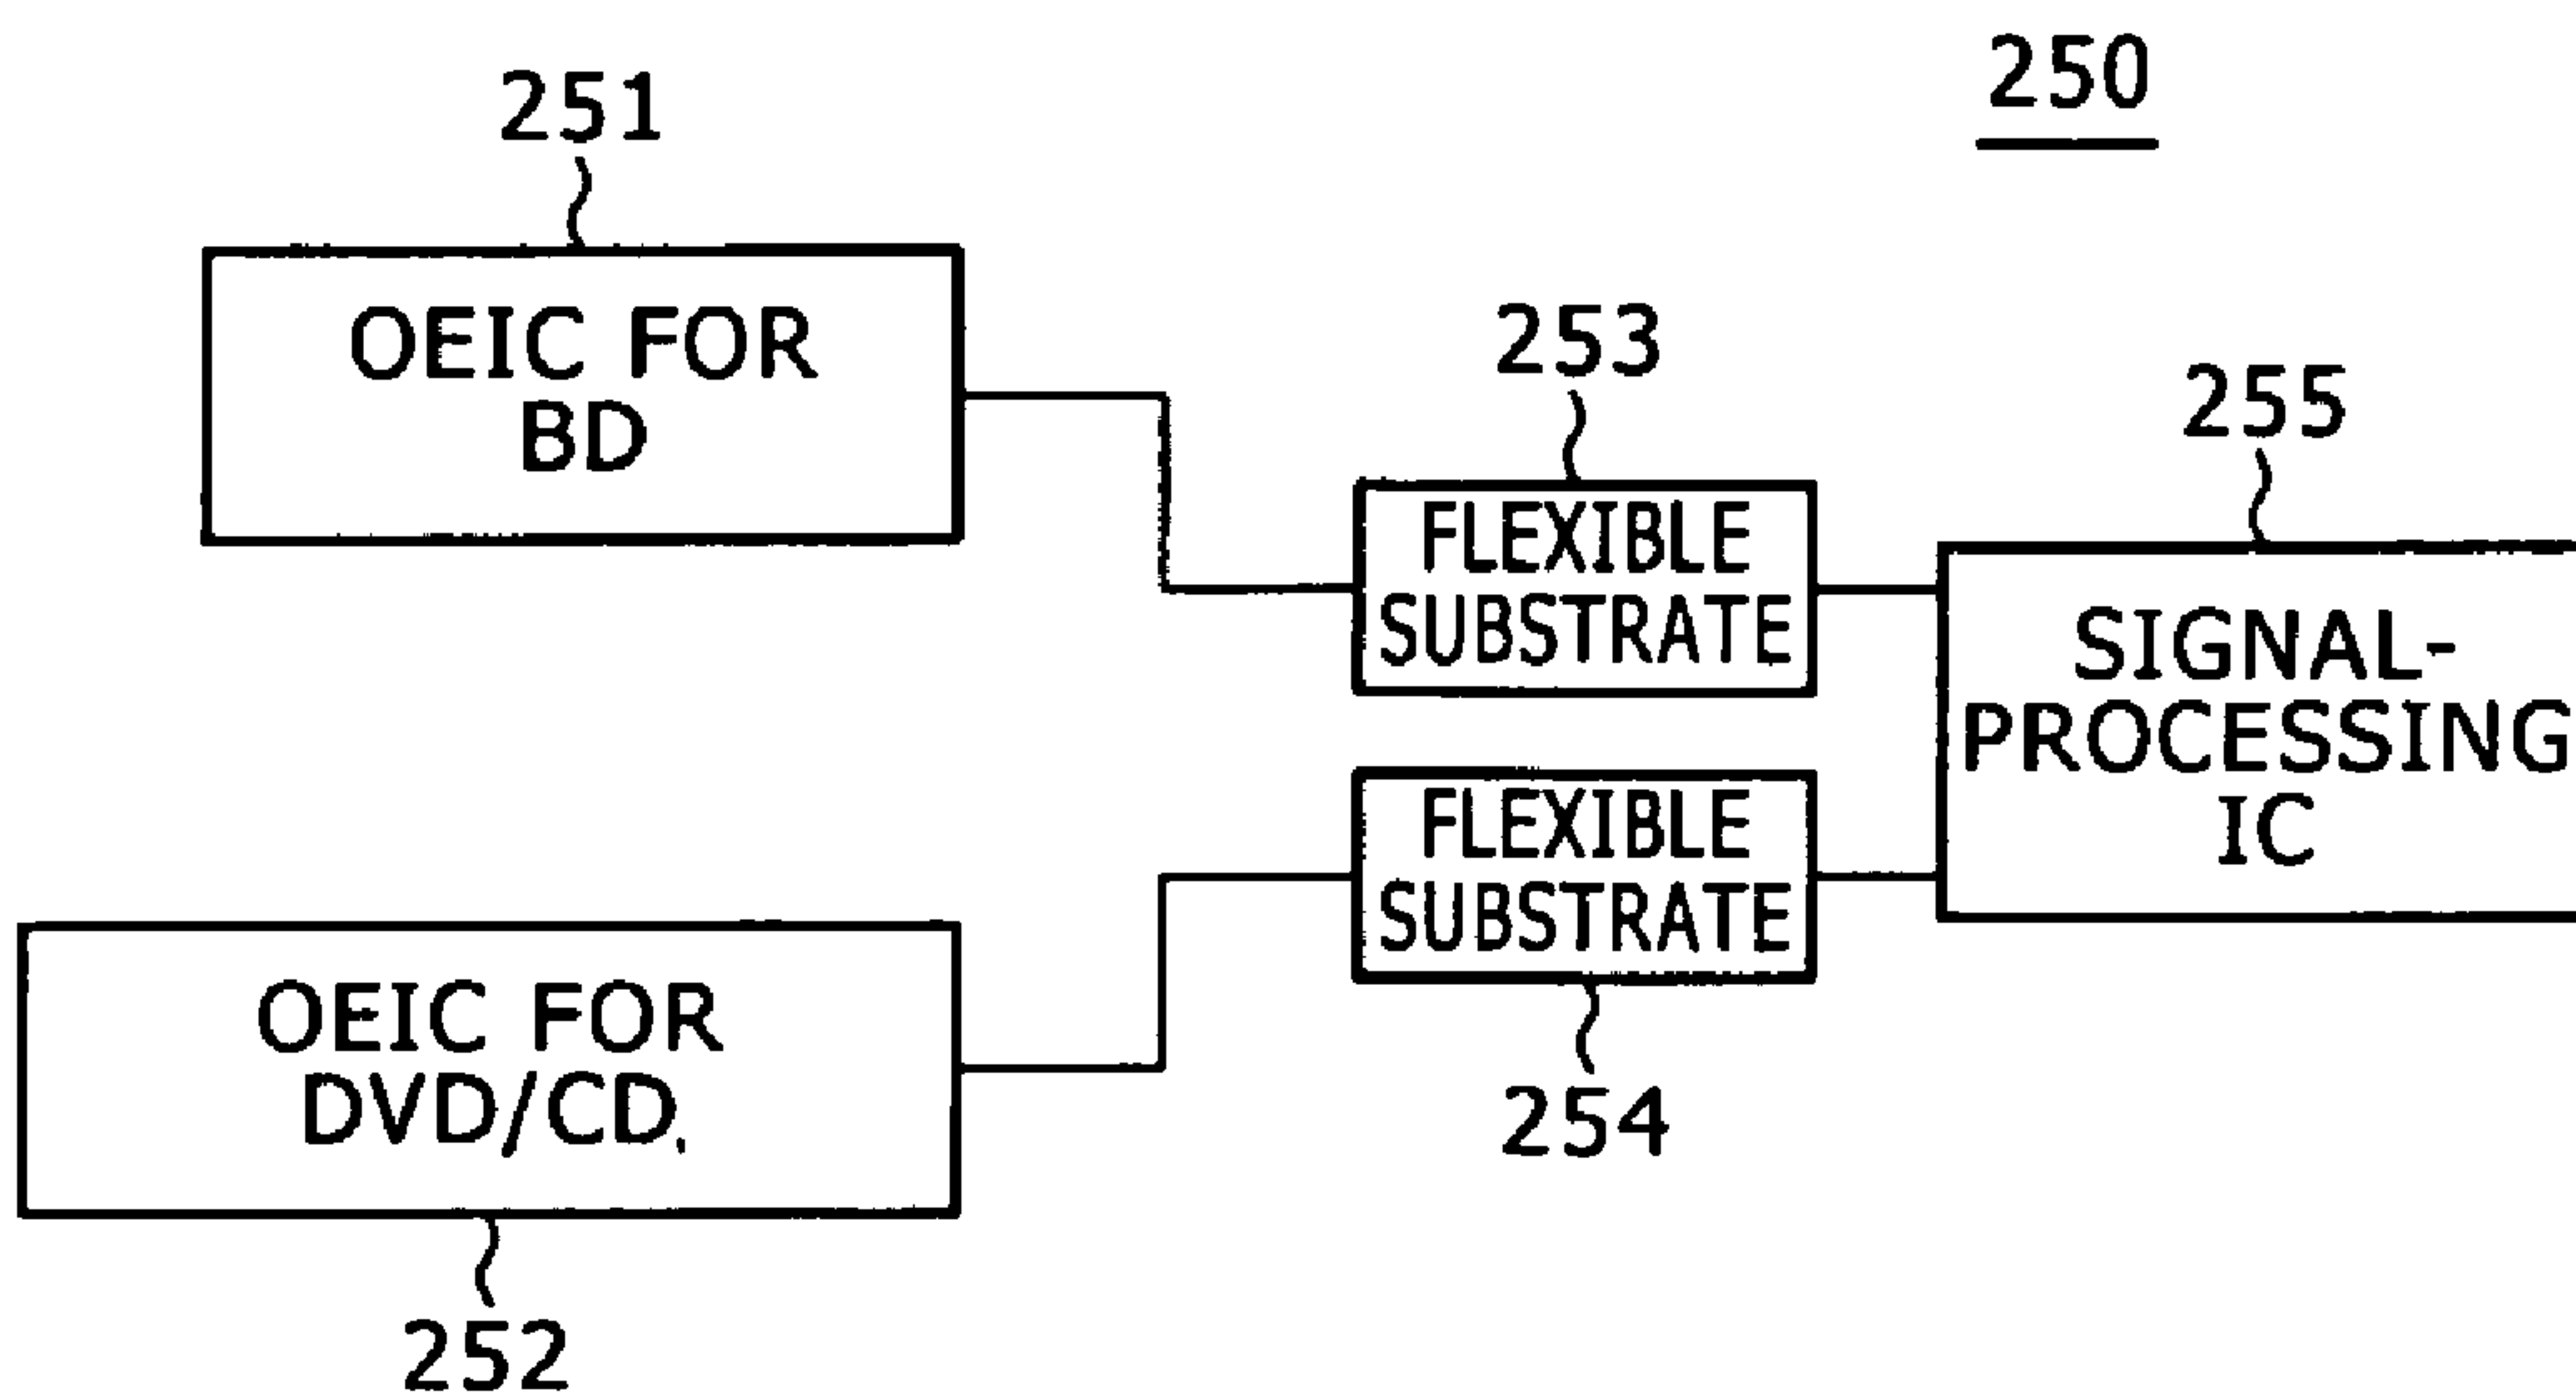 250
251
OEIC FOR
BD
253
FLEXIBLE
SUBSTRATE
255
SIGNAL-
PROCESSING
IC
FLEXIBLE
SUBSTRATE
254
OEIC FOR
DVD/CD
252